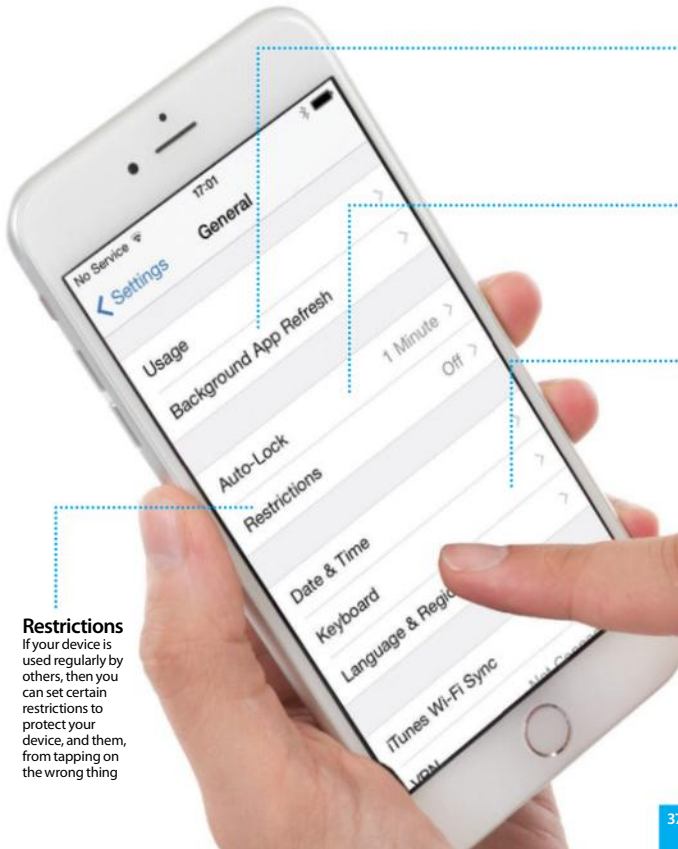 No Service
17:01
Settings
General
Usage
Background App Refresh
Auto-Lock 1 Minute
Restrictions Off
Date & Time
Keyboard
Language & Regio
iTunes Wi-Fi Sync
VPN
Restrictions
If your device is
used regularly by
others, then you
can set certain
restrictions to
protect your
device, and them,
from tapping on
the wrong thing
37